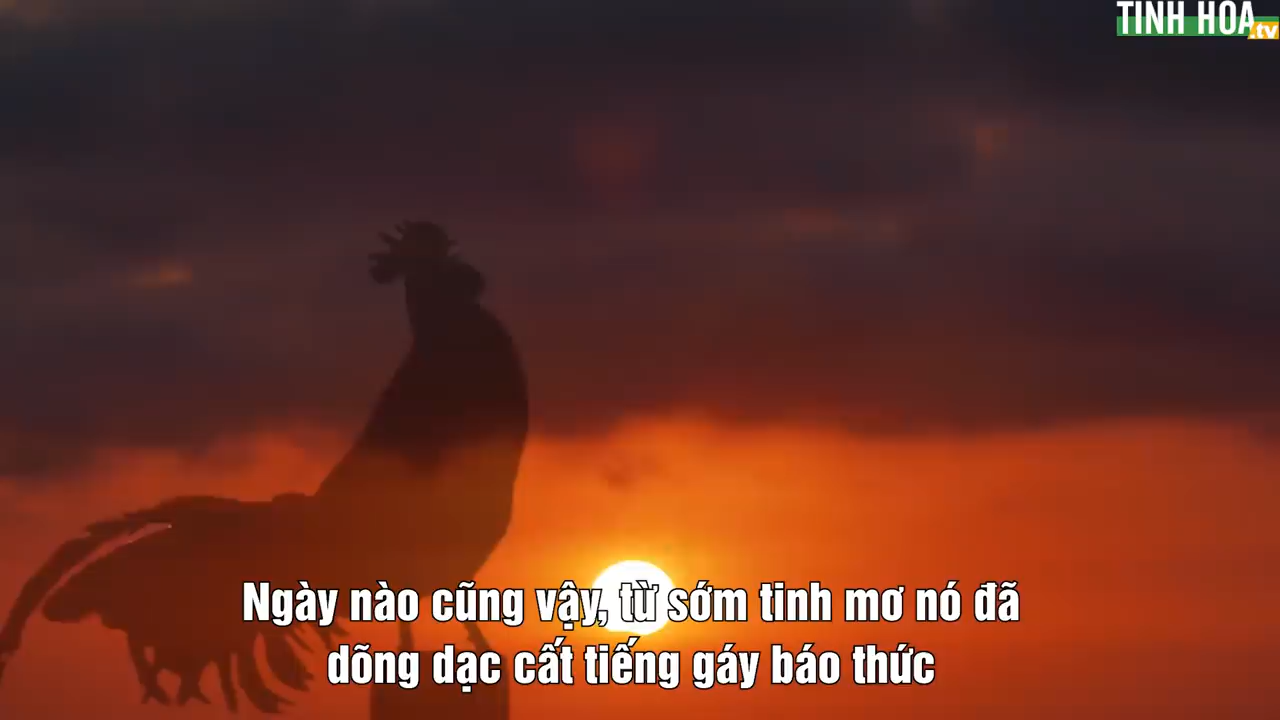 TINH HOA
.tv
Ngày nào cũng vậy, từ sớm tinh mơ nó đã
dõng dạc cất tiếng gáy báo thức